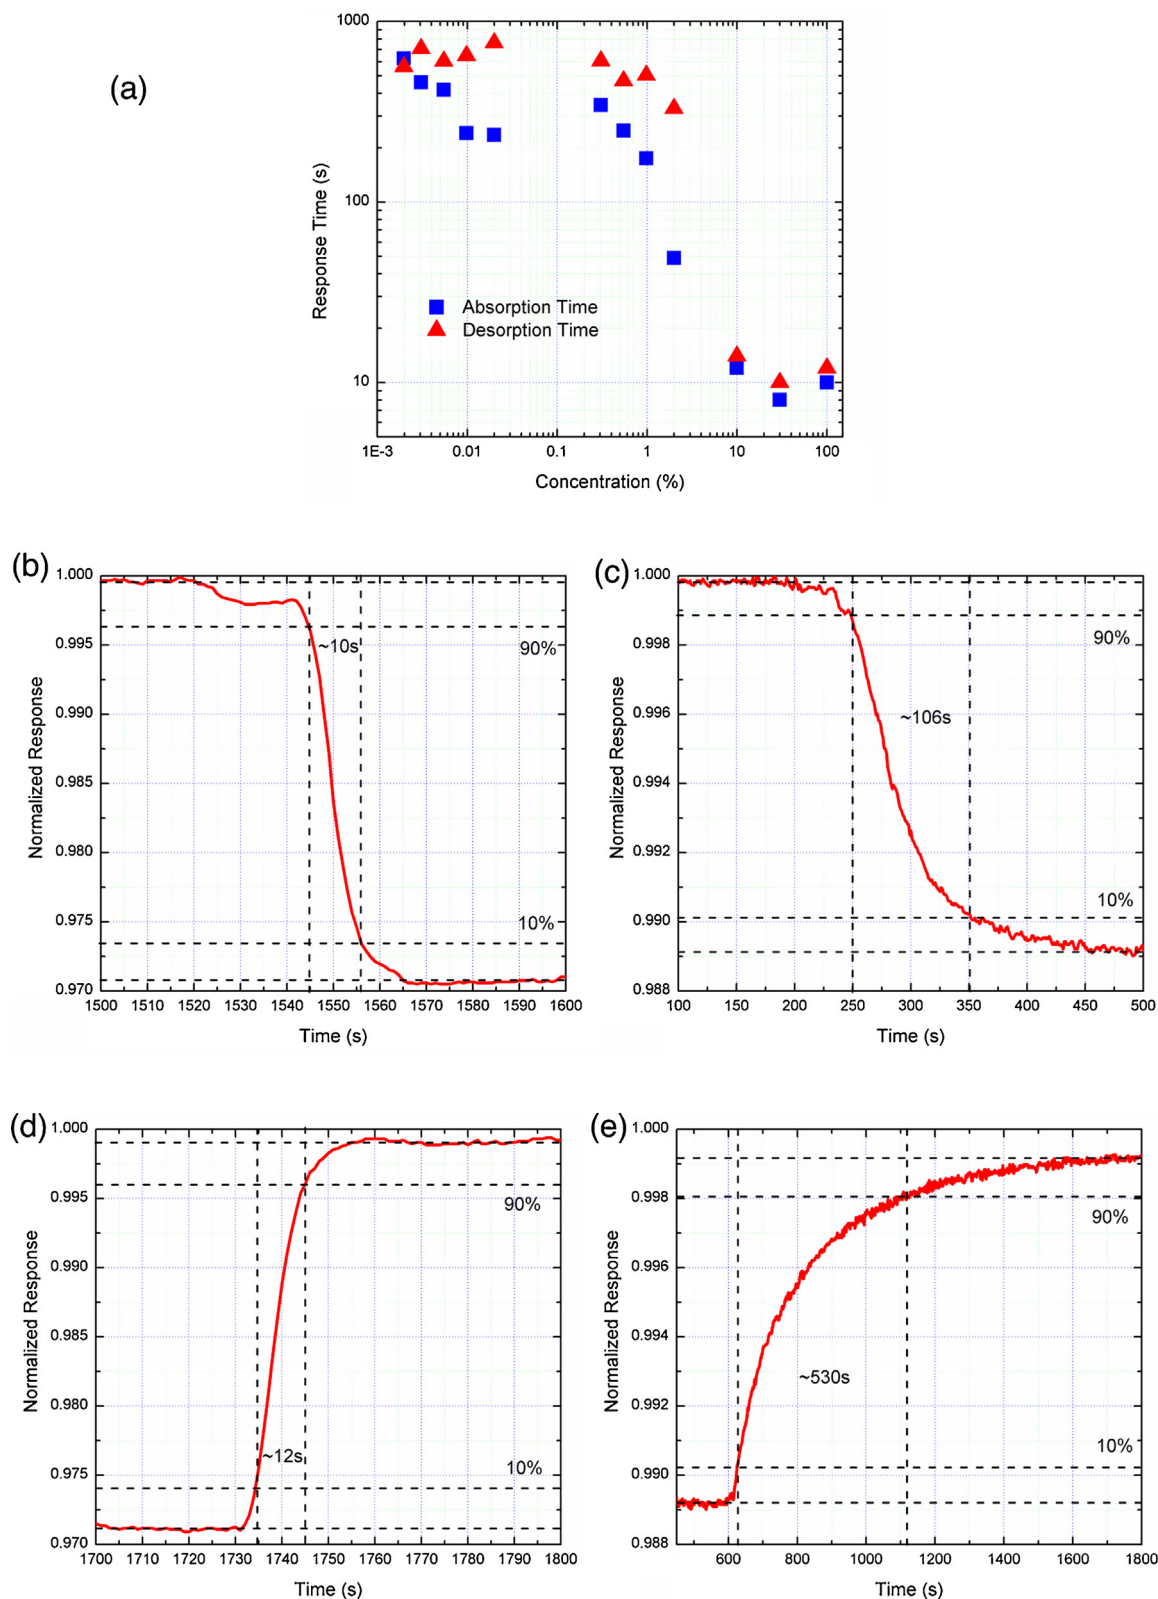 (a)
1000
100
10
Response Time (s)
Absorption Time
Desorption Time
1E-3 0.01 0.1 1 10 100
Concentration (%)
(b)
1.000
0.995
0.990
0.985
0.980
0.975
0.970
Normalized Response
~10s
90%
10%
1500 1510 1520 1530 1540 1550 1560 1570 1580 1590 1600
Time (s)
(c)
1.000
0.998
0.996
0.994
0.992
0.990
0.988
Normalized Response
90%
~106s
10%
100 150 200 250 300 350 400 450 500
Time (s)
(d)
1.000
0.995
0.990
0.985
0.980
0.975
0.970
Normalized Response
90%
~12s
10%
1700 1710 1720 1730 1740 1750 1760 1770 1780 1790 1800
Time (s)
(e)
1.000
0.998
0.996
0.994
0.992
0.990
0.988
Normalized Response
90%
~530s
10%
600 800 1000 1200 1400 1600 1800
Time (s)